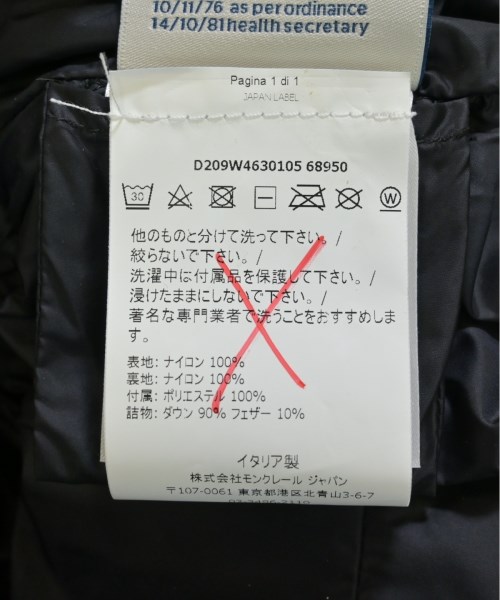 10/11/76 as per ordinance
14/10/81 health secretary
Pagina 1 di 1
JAPAN LABEL
D209W4630105 68950
30
W
他のものと分けて洗って下さい。/
絞らないで下さい。/
洗濯中は付属品を保護して下さい。/
浸けたままにしないで下さい。/
著名な専門業者で洗うことをおすすめしま
す。
表地: ナイロン 100%
裏地: ナイロン 100%
付属: ポリエステル 100%
詰物: ダウン 90% フェザー 10%
イタリア製
株式会社モンクレール ジャパン
〒107-0061 東京都港区北青山3-6-7